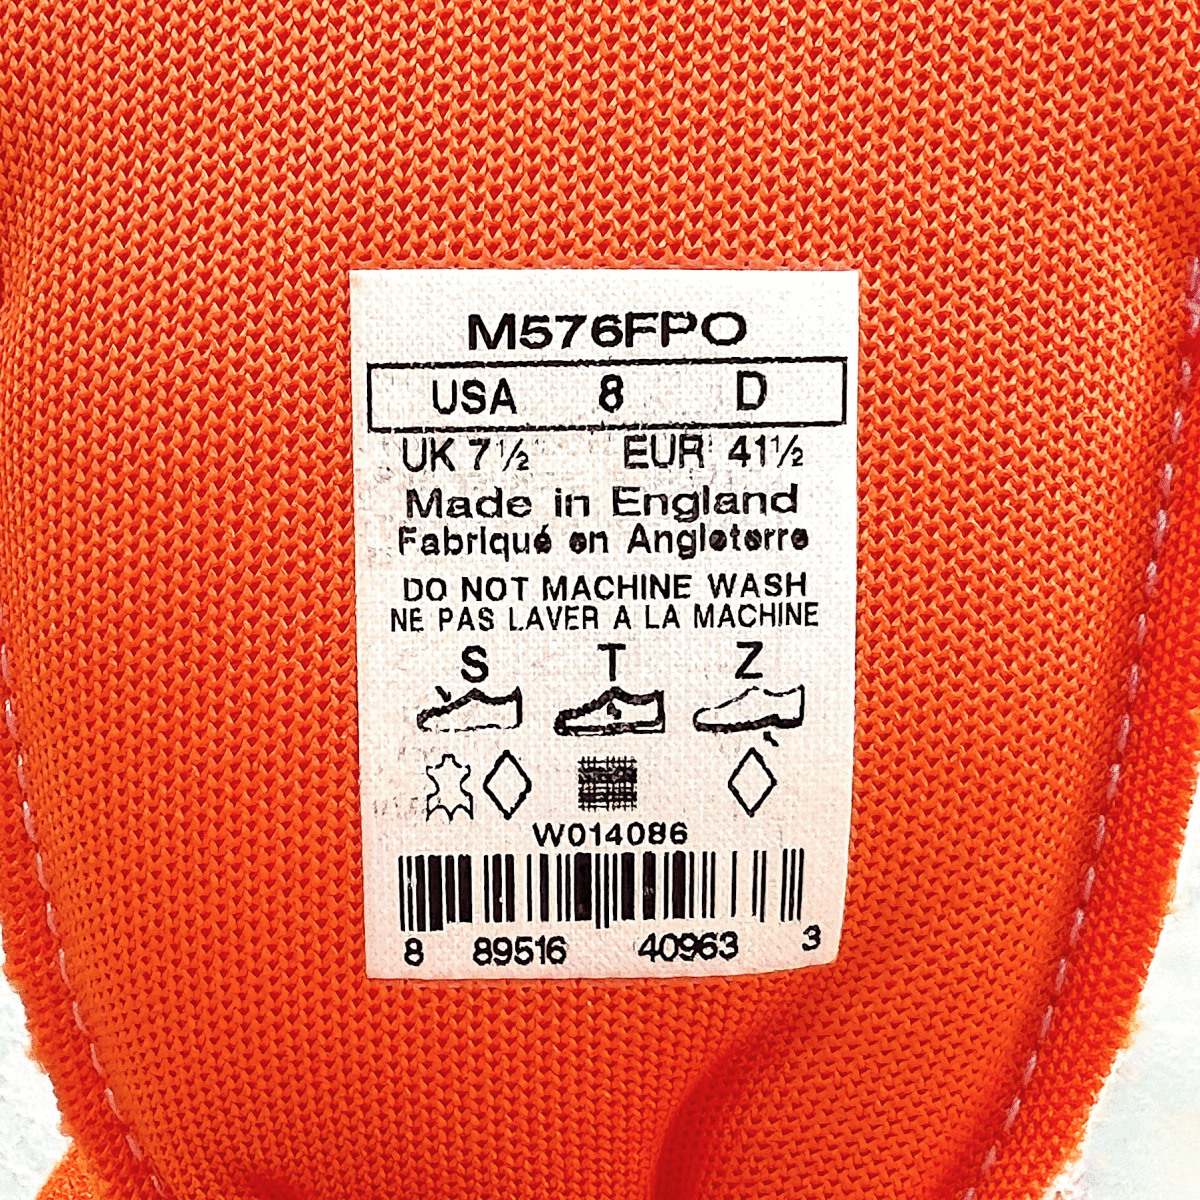 M576FPO
USA 8 D
UK 7½ EUR 41½
Made in England
Fabriqué en Angleterre
DO NOT MACHINE WASH
NE PAS LAVER A LA MACHINE
S T Z
W014086
8 89516 40963 3